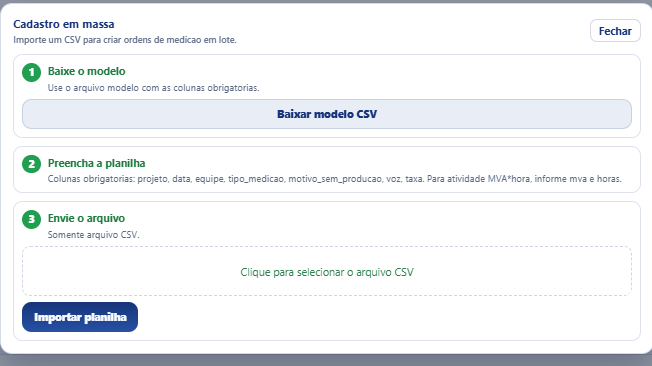 Cadastro em massa
Importe um CSV para criar ordens de medicao em lote.
Fechar
1 Baixe o modelo
Use o arquivo modelo com as colunas obrigatorias.
Baixar modelo CSV
2 Preencha a planilha
Colunas obrigatorias: projeto, data, equipe, tipo_medicao, motivo_sem_producao, voz, taxa. Para atividade MVA*hora, informe mva e horas.
3 Envie o arquivo
Somente arquivo CSV.
Clique para selecionar o arquivo CSV
Importar planilha